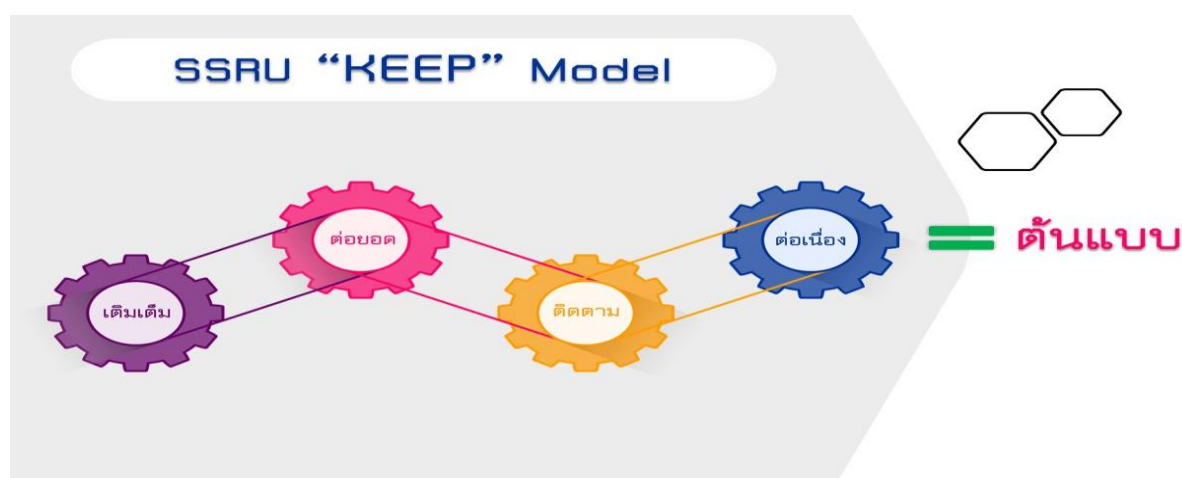 SSRU “KEEP” Model
เติมเต็ม
ต่อยอด
ติดตาม
ต่อเนื่อง
= ต้นแบบ